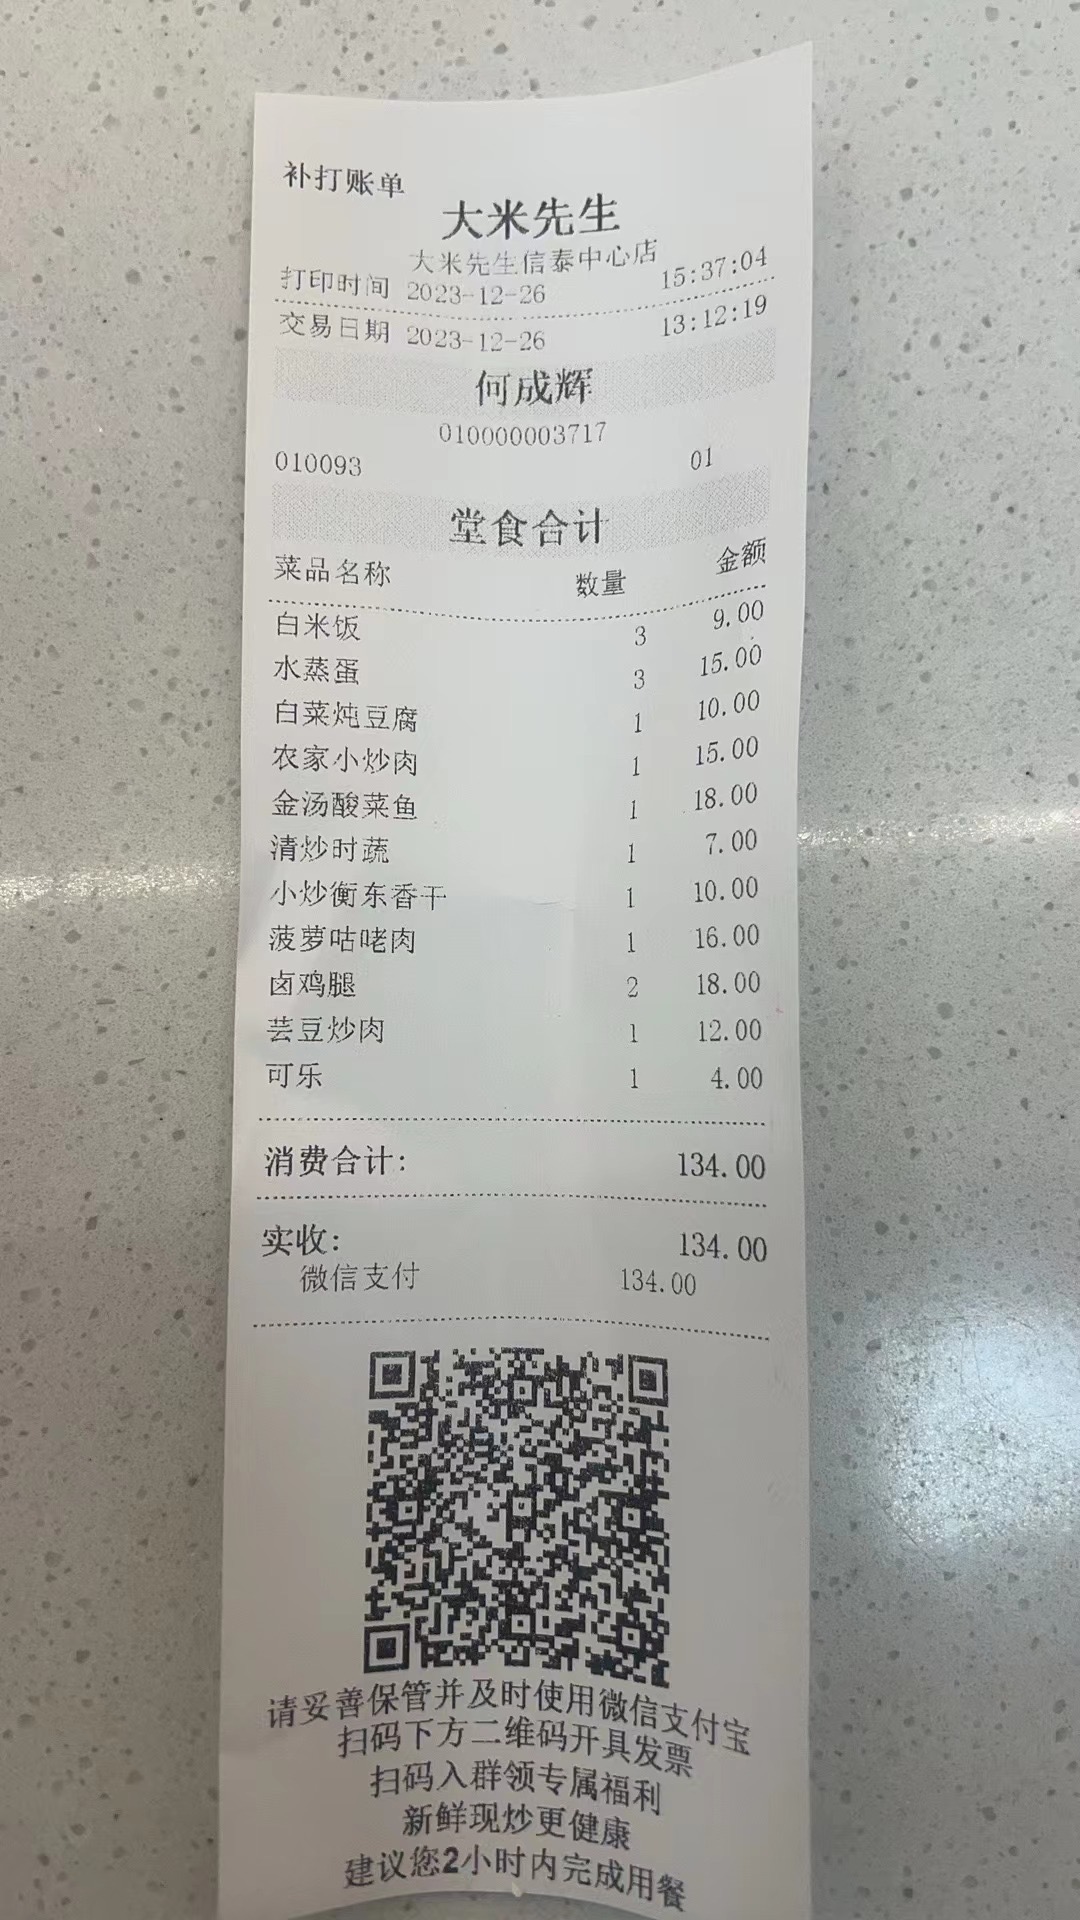 补打账单
大米先生
大米先生信泰中心店
打印时间 2023-12-26 15:37:04
交易日期 2023-12-26 13:12:19
何成辉
010000003717
010093 01
堂食合计
菜品名称 数量 金额
白米饭 3 9.00
水蒸蛋 3 15.00
白菜炖豆腐 1 10.00
农家小炒肉 1 15.00
金汤酸菜鱼 1 18.00
清炒时蔬 1 7.00
小炒衡东香干 1 10.00
菠萝咕咾肉 1 16.00
卤鸡腿 2 18.00
芸豆炒肉 1 12.00
可乐 1 4.00
消费合计: 134.00
实收: 134.00
微信支付 134.00
请妥善保管并及时使用微信支付宝
扫码下方二维码开具发票
扫码入群领专属福利
新鲜现炒更健康
建议您2小时内完成用餐